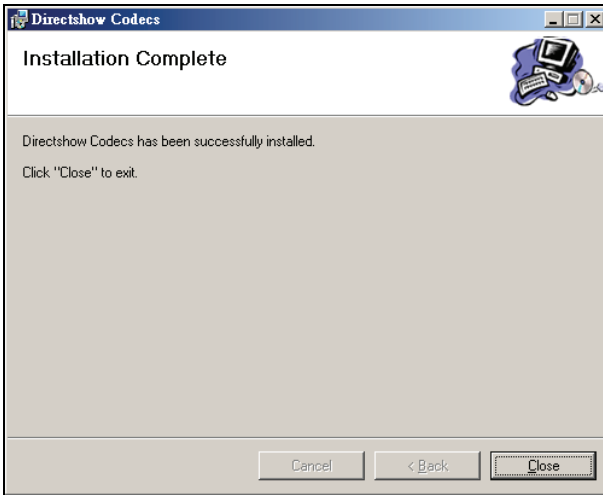 Directshow Codecs
Installation Complete
Directshow Codecs has been successfully installed.
Click "Close" to exit.
Cancel
< Back
Close